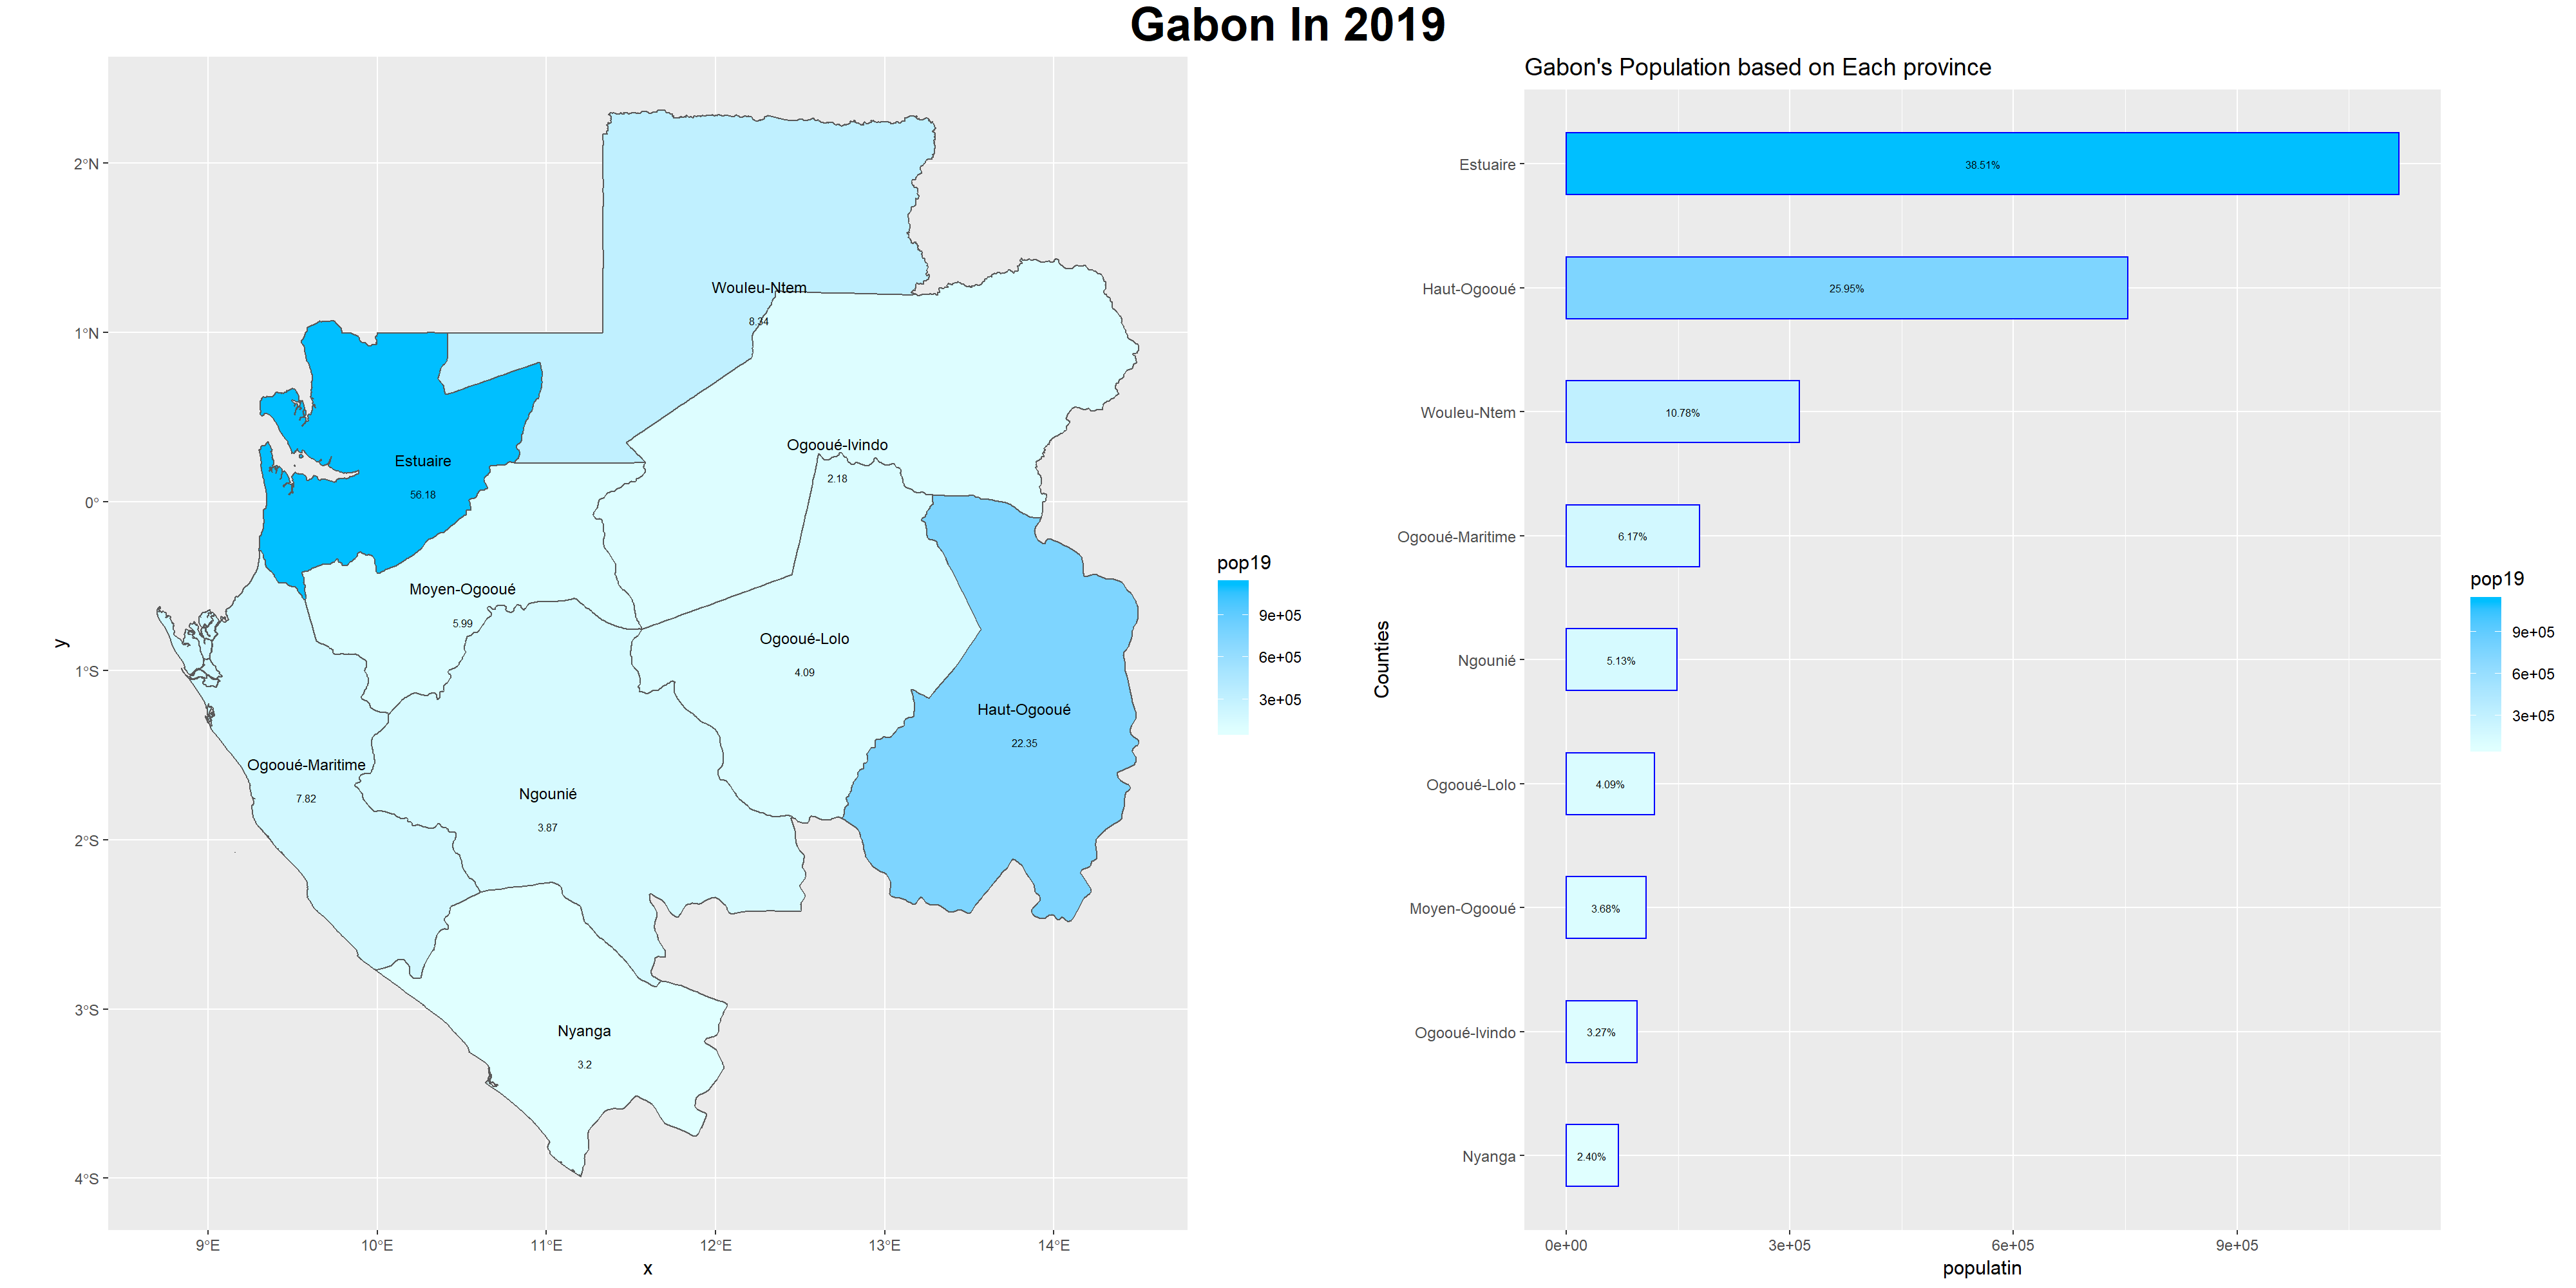 Gabon In 2019
2°N
1°N
0°
1°S
2°S
3°S
4°S
y
Wouleu-Ntem
8.34
Ogooué-Ivindo
2.18
Estuaire
56.18
Moyen-Ogooué
5.99
Ogooué-Lolo
4.09
Haut-Ogooué
22.35
Ogooué-Maritime
7.82
Ngounié
3.87
Nyanga
3.2
9°E 10°E 11°E 12°E 13°E 14°E
x
pop19
9e+05
6e+05
3e+05
Gabon's Population based on Each province
Counties
Estuaire 38.51%
Haut-Ogooué 25.95%
Wouleu-Ntem 10.78%
Ogooué-Maritime 6.17%
Ngounié 5.13%
Ogooué-Lolo 4.09%
Moyen-Ogooué 3.68%
Ogooué-Ivindo 3.27%
Nyanga 2.40%
0e+00 3e+05 6e+05 9e+05
populatin
pop19
9e+05
6e+05
3e+05